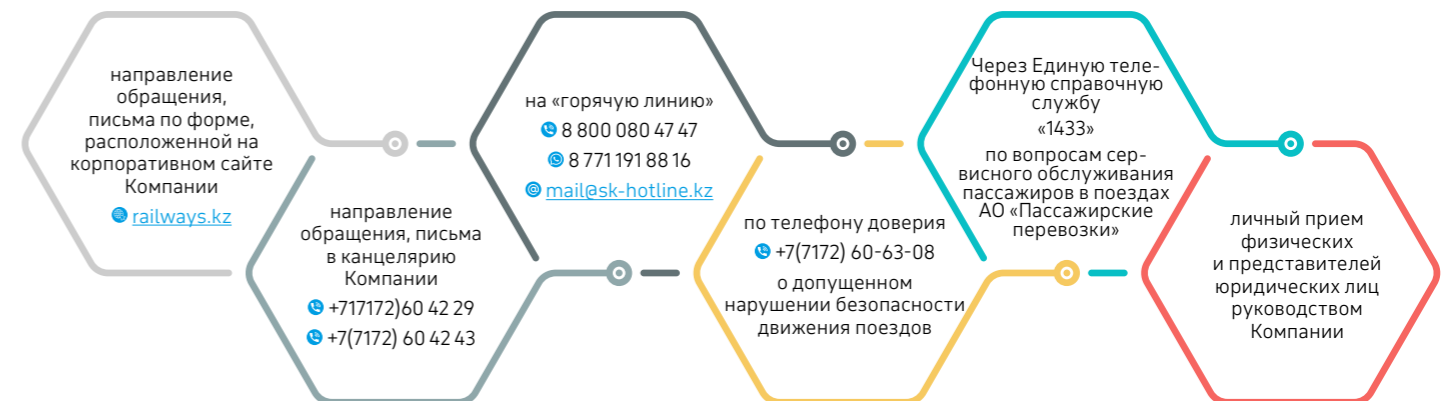 направление
обращения,
письма по форме,
расположенной на
корпоративном сайте
Компании
railways.kz
направление
обращения, письма
в канцелярию
Компании
+717172)60 42 29
+7(7172) 60 42 43
на «горячую линию»
8 800 080 47 47
8 771 191 88 16
mail@sk-hotline.kz
по телефону доверия
+7(7172) 60-63-08
о допущенном
нарушении безопасности
движения поездов
Через Единую теле-
фонную справочную
службу
«1433»
по вопросам сер-
висного обслуживания
пассажиров в поездах
АО «Пассажирские
перевозки»
личный прием
физических
и представителей
юридических лиц
руководством
Компании